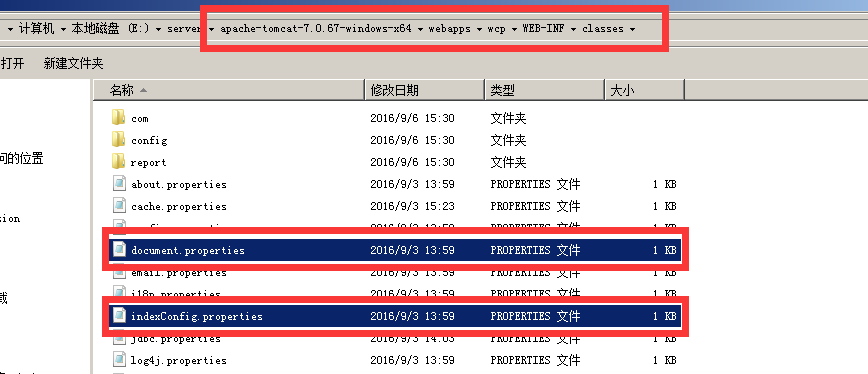 计算机 本地磁盘 (E:) server apache-tomcat-7.0.67-windows-x64 webapps wcp WEB-INF classes
打开 新建文件夹
名称 修改日期 类型 大小
com 2016/9/6 15:30 文件夹
config 2016/9/6 15:30 文件夹
问的位置 report 2016/9/6 15:30 文件夹
about.properties 2016/9/3 13:59 PROPERTIES 文件 1 KB
cache.properties 2016/9/3 15:23 PROPERTIES 文件 1 KB
document.properties 2016/9/3 13:59 PROPERTIES 文件 1 KB
email.properties 2016/9/3 13:59 PROPERTIES 文件 1 KB
载 i18n.properties 2016/9/3 13:59 PROPERTIES 文件 1 KB
indexConfig.properties 2016/9/3 13:59 PROPERTIES 文件 1 KB
jdbc.properties 2016/9/3 14:03 PROPERTIES 文件 1 KB
log4j.properties 2016/9/3 13:59 PROPERTIES 文件 1 KB